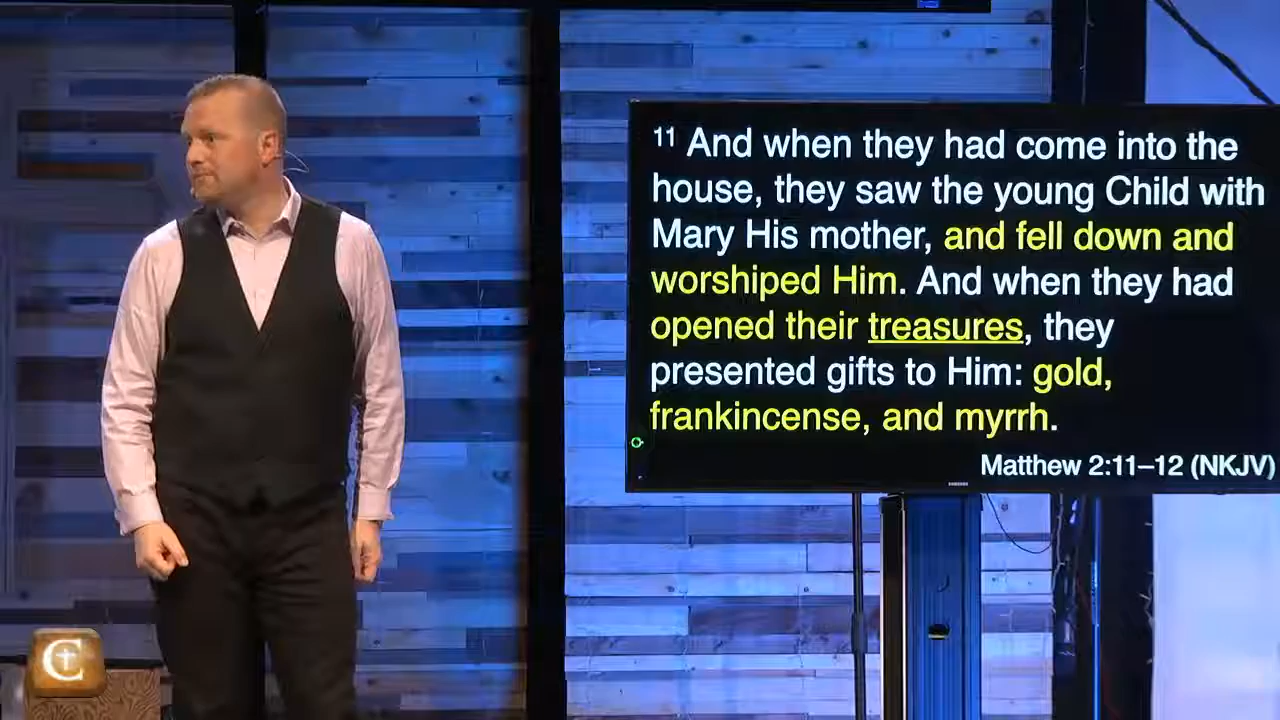 11 And when they had come into the
house, they saw the young Child with
Mary His mother, and fell down and
worshiped Him. And when they had
opened their treasures, they
presented gifts to Him: gold,
frankincense, and myrrh.
Matthew 2:11–12 (NKJV)
SAMSUNG
C